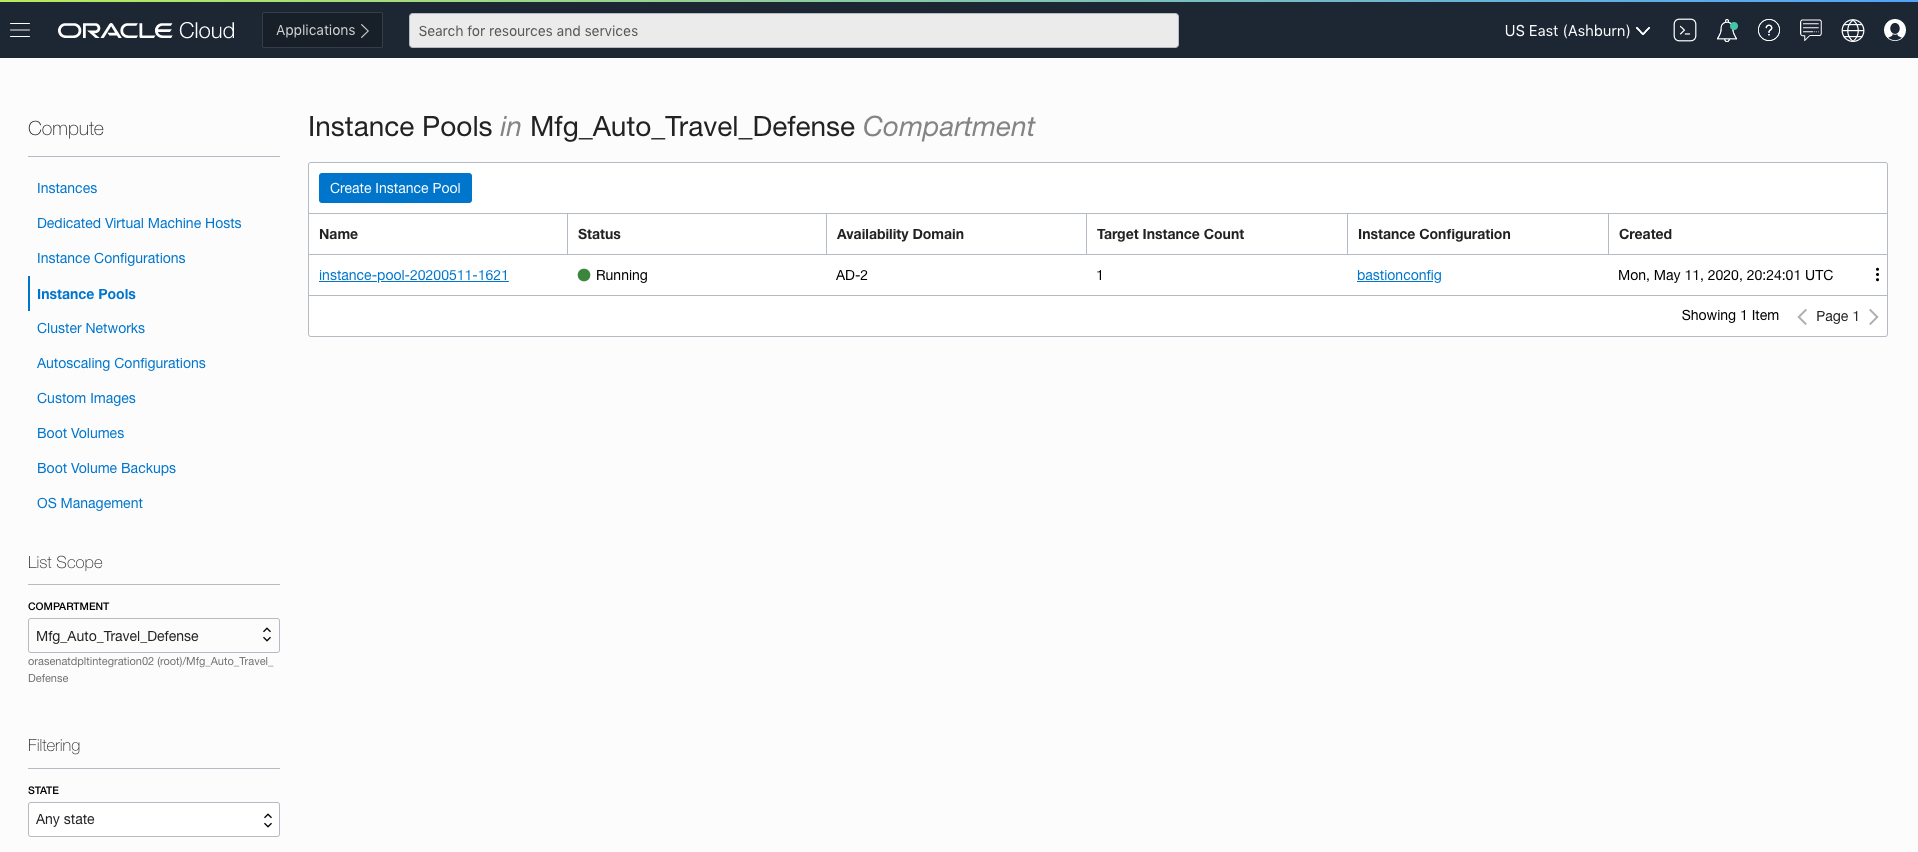 ORACLE Cloud
Applications
Search for resources and services
US East (Ashburn)
Compute
Instances
Dedicated Virtual Machine Hosts
Instance Configurations
Instance Pools
Cluster Networks
Autoscaling Configurations
Custom Images
Boot Volumes
Boot Volume Backups
OS Management
List Scope
COMPARTMENT
Mfg_Auto_Travel_Defense
orasenatdpltintegration02 (root)/Mfg_Auto_Travel_
Defense
Filtering
STATE
Any state
Instance Pools in Mfg_Auto_Travel_Defense Compartment
Create Instance Pool
Name Status Availability Domain Target Instance Count Instance Configuration Created
instance-pool-20200511-1621 Running AD-2 1 bastionconfig Mon, May 11, 2020, 20:24:01 UTC
Showing 1 Item Page 1